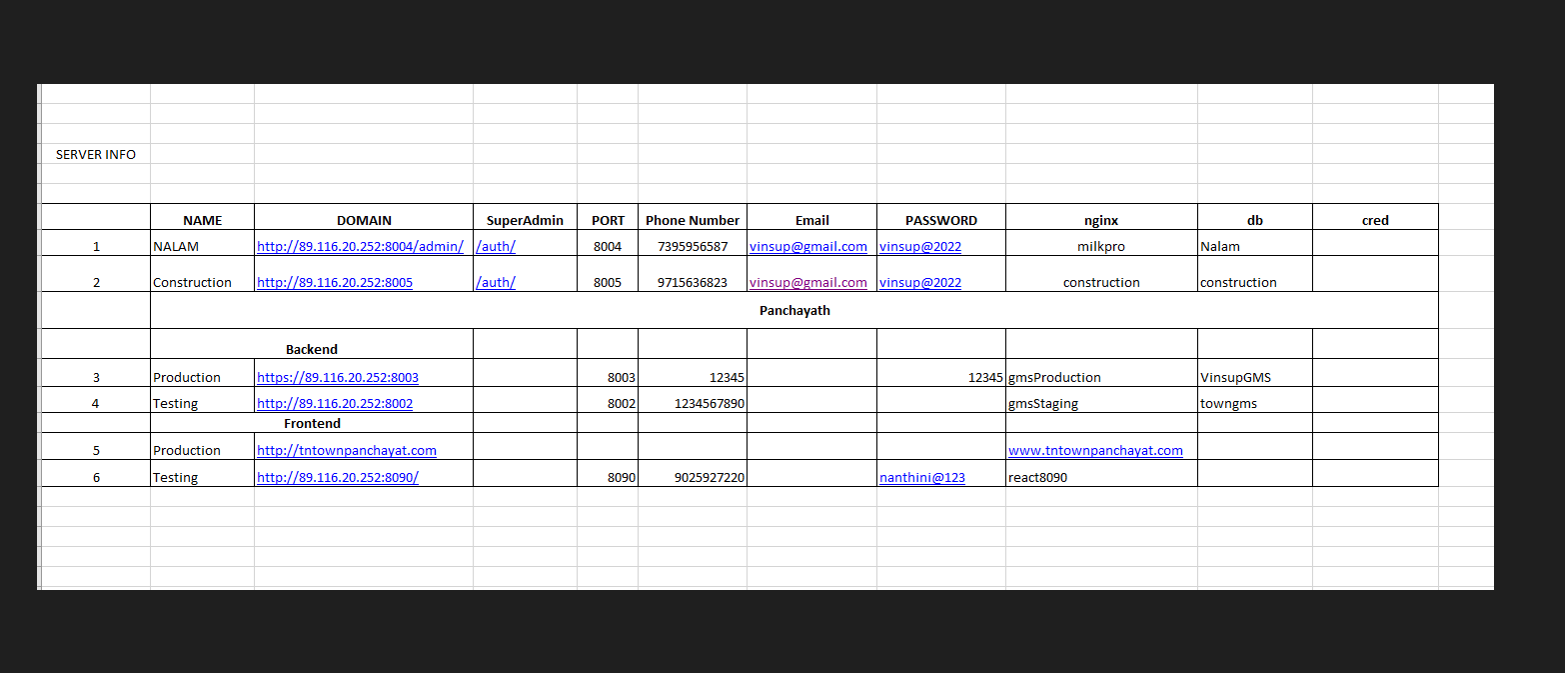 SERVER INFO
NAME DOMAIN SuperAdmin PORT Phone Number Email PASSWORD nginx db cred
1 NALAM http://89.116.20.252:8004/admin/ /auth/ 8004 7395956587 vinsup@gmail.com vinsup@2022 milkpro Nalam
2 Construction http://89.116.20.252:8005 /auth/ 8005 9715636823 vinsup@gmail.com vinsup@2022 construction construction
Panchayath
Backend
3 Production https://89.116.20.252:8003 8003 12345 12345 gmsProduction VinsupGMS
4 Testing http://89.116.20.252:8002 8002 1234567890 gmsStaging towngms
Frontend
5 Production http://tntownpanchayat.com www.tntownpanchayat.com
6 Testing http://89.116.20.252:8090/ 8090 9025927220 nanthini@123 react8090